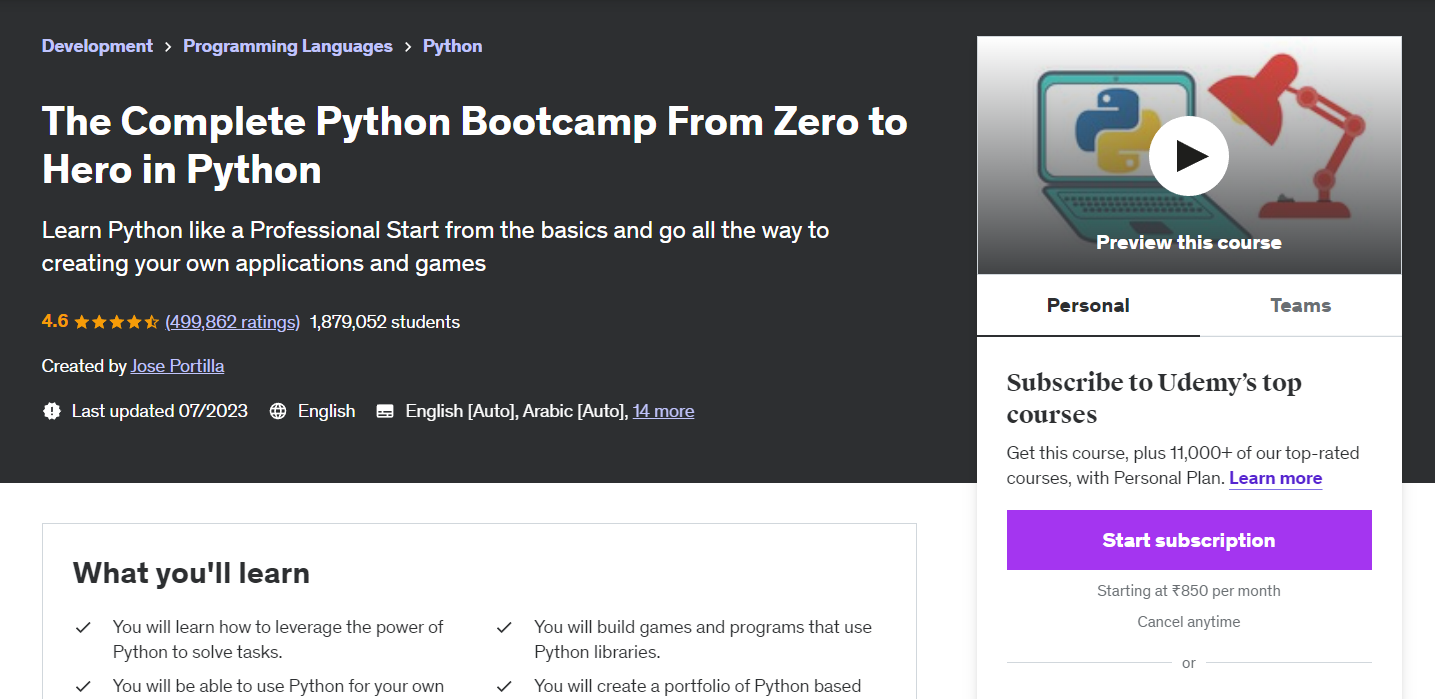 Development > Programming Languages > Python
The Complete Python Bootcamp From Zero to
Hero in Python
Learn Python like a Professional Start from the basics and go all the way to
creating your own applications and games
4.6 (499,862 ratings) 1,879,052 students
Created by Jose Portilla
Last updated 07/2023 English English [Auto], Arabic [Auto], 14 more
Preview this course
Personal Teams
Subscribe to Udemy’s top
courses
Get this course, plus 11,000+ of our top-rated
courses, with Personal Plan. Learn more
Start subscription
Starting at ₹850 per month
Cancel anytime
or
What you'll learn
You will learn how to leverage the power of
Python to solve tasks.
You will be able to use Python for your own
You will build games and programs that use
Python libraries.
You will create a portfolio of Python based